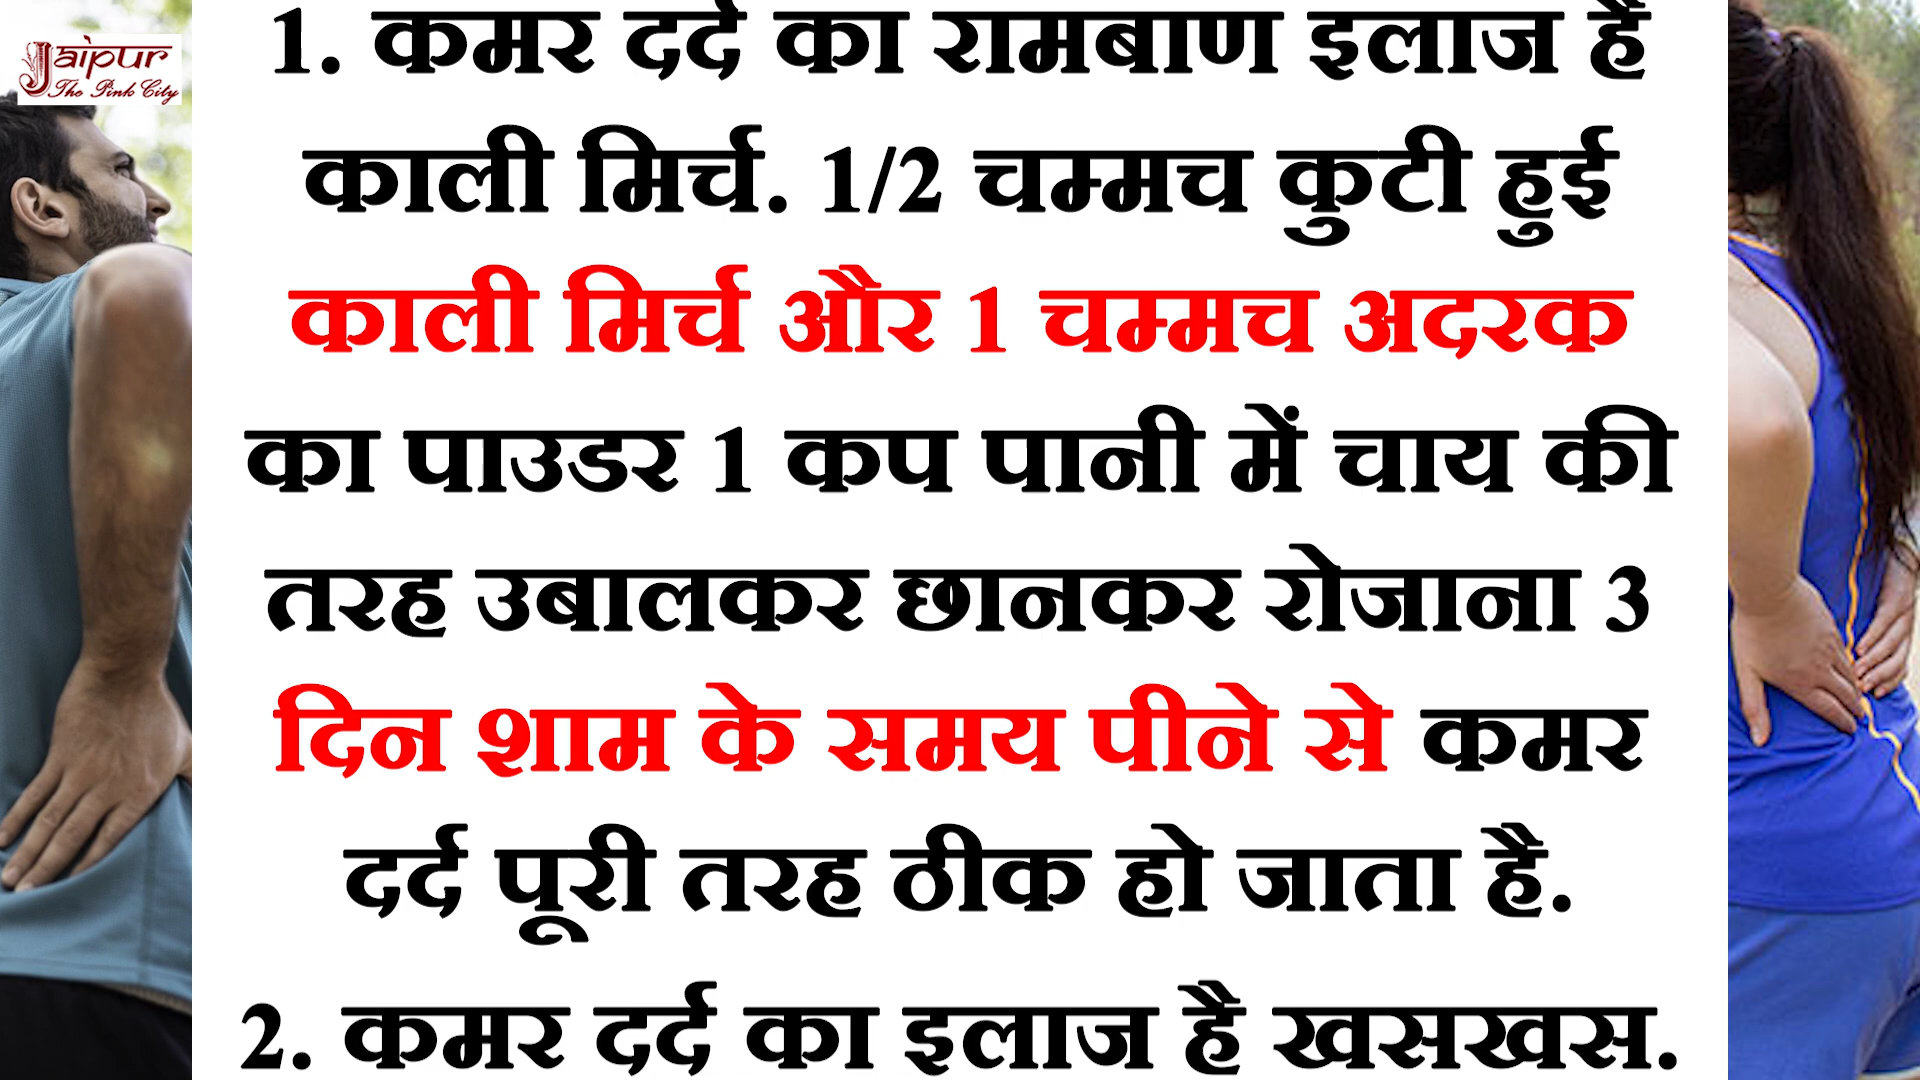 Jaipur
The Pink City
1. कमर दर्द का रामबाण इलाज है
काली मिर्च. 1/2 चम्मच कुटी हुई
काली मिर्च और 1 चम्मच अदरक
का पाउडर 1 कप पानी में चाय की
तरह उबालकर छानकर रोजाना 3
दिन शाम के समय पीने से कमर
दर्द पूरी तरह ठीक हो जाता है.
2. कमर दर्द का इलाज है खसखस.